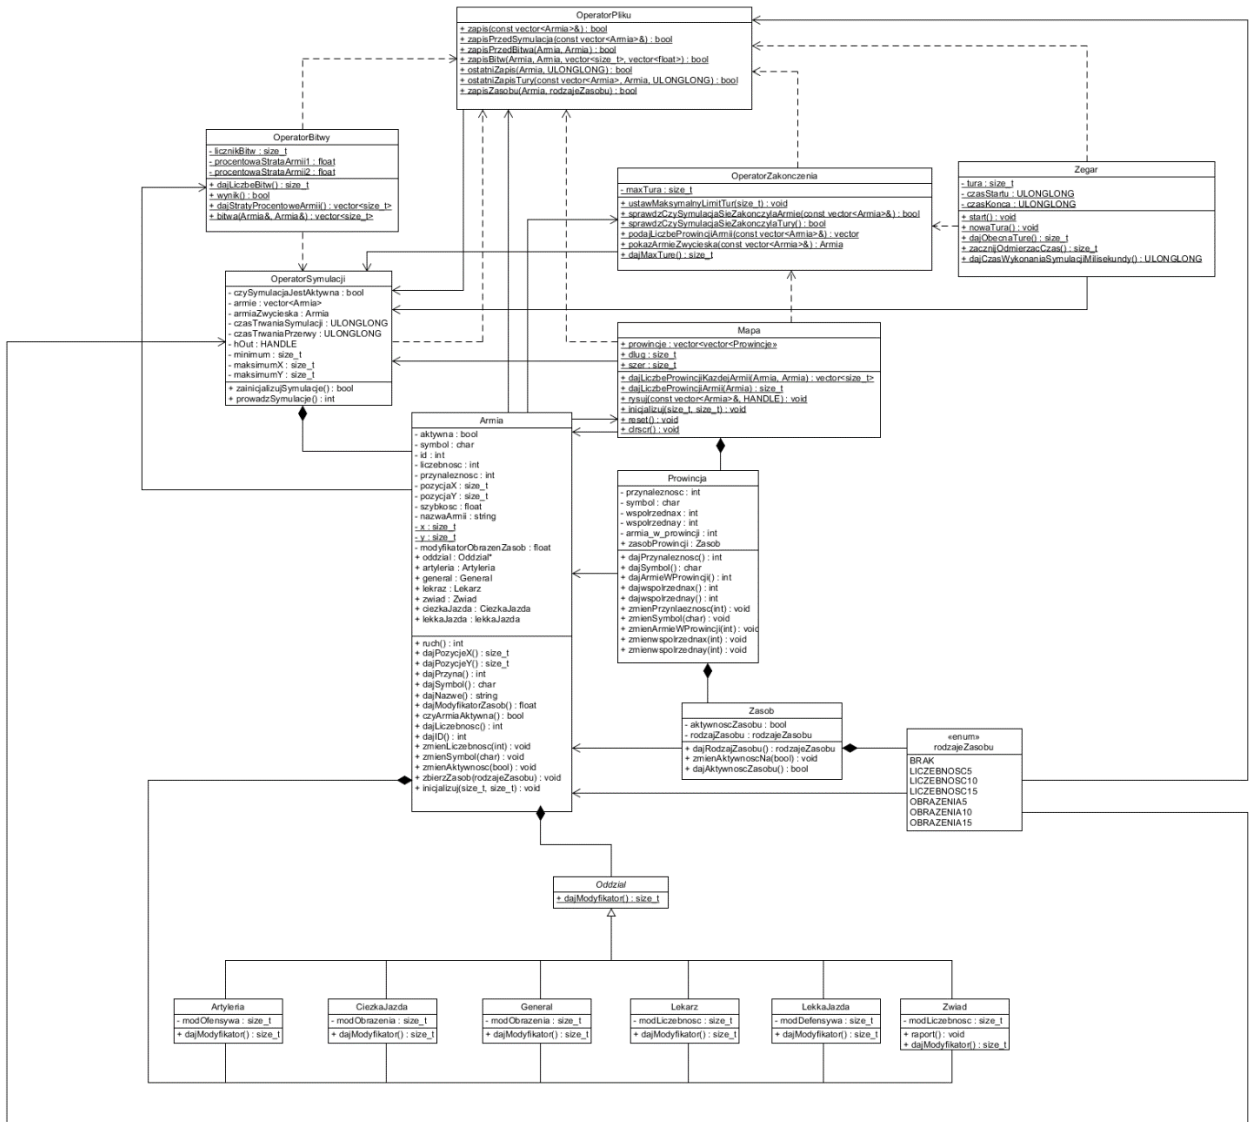 OperatorPliku
+ zapis(const vector<Armia>&) : bool
+ zapisPrzedSymulacja(const vector<Armia>&) : bool
+ zapisPrzedBitwa(Armia, Armia) : bool
+ zapisBitw(Armia, Armia, vector<size_t>, vector<float>) : bool
+ ostatniZapis(Armia, ULONGLONG) : bool
+ ostatniZapisTury(const vector<Armia>, Armia, ULONGLONG) : bool
+ zapisZasobu(Armia, rodzajeZasobu) : bool
OperatorBitwy
- licznikBitw : size_t
- procentowaStrataArmii1 : float
- procentowaStrataArmii2 : float
+ dajLiczbeBitw() : size_t
+ wynik() : bool
+ dajStratyProcentoweArmii() : vector<size_t>
+ bitwa(Armia&, Armia&) : vector<size_t>
OperatorZakonczenia
- maxTura : size_t
+ ustawMaksymalnyLimitTur(size_t) : void
+ sprawdzCzySymulacjaSieZakonczylaArmie(const vector<Armia>&) : bool
+ sprawdzCzySymulacjaSieZakonczylaTury() : bool
+ podajLiczbeProwincjiArmii(const vector<Armia>&) : vector
+ pokazArmieZwycieska(const vector<Armia>&) : Armia
+ dajMaxTure() : size_t
Zegar
- tura : size_t
- czasStartu : ULONGLONG
- czasKonca : ULONGLONG
+ start() : void
+ nowaTura() : void
+ dajObecnaTure() : size_t
+ zacznijOdmierzacCzas() : size_t
+ dajCzasWykonaniaSymulacjiMilisekundy() : ULONGLONG
OperatorSymulacji
- czySymulacjaJestAktywna : bool
- armie : vector<Armia>
- armiaZwycieska : Armia
- czasTrwaniaSymulacji : ULONGLONG
- czasTrwaniaPrzerwy : ULONGLONG
- hOut : HANDLE
- minimum : size_t
- maksimumX : size_t
- maksimumY : size_t
+ zainicjalizujSymulacje() : bool
+ prowadzSymulacje() : int
Mapa
+ prowincje : vector<vector<Prowincje»
+ dlug : size_t
+ szer : size_t
+ dajLiczbeProwincjiKazdejArmii(Armia, Armia) : vector<size_t>
+ dajLiczbeProwincjiArmii(Armia) : size_t
+ rysuj(const vector<Armia>&, HANDLE) : void
+ inicjalizuj(size_t, size_t) : void
+ reset() : void
+ clrscr() : void
Armia
- aktywna : bool
- symbol : char
- id : int
- liczebnosc : int
- przynaleznosc : int
- pozycjaX : size_t
- pozycjaY : size_t
- szybkosc : float
- nazwaArmii : string
- x : size_t
- y : size_t
- modyfikatorObrazenZasob : float
+ oddzial : Oddzial*
+ artyleria : Artyleria
+ general : General
+ lekraz : Lekarz
+ zwiad : Zwiad
+ ciezkaJazda : CiezkaJazda
+ lekkaJazda : lekkaJazda
+ ruch() : int
+ dajPozycjeX() : size_t
+ dajPozycjeY() : size_t
+ dajPrzyna() : int
+ dajSymbol() : char
+ dajNazwe() : string
+ dajModyfikatorZasob() : float
+ czyArmiaAktywna() : bool
+ dajLiczebnosc() : int
+ dajID() : int
+ zmienLiczebnosc(int) : void
+ zmienSymbol(char) : void
+ zmienAktywnosc(bool) : void
+ zbierzZasob(rodzajeZasobu) : void
+ inicjalizuj(size_t, size_t) : void
Prowincja
- przynaleznosc : int
- symbol : char
- wspolrzednax : int
- wspolrzednay : int
- armia_w_prowincji : int
+ zasobProwincji : Zasob
+ dajPrzynaleznosc() : int
+ dajSymbol() : char
+ dajArmieWProwincji() : int
+ dajwspolrzednax() : int
+ dajwspolrzednay() : int
+ zmienPrzynlaeznosc(int) : void
+ zmienSymbol(char) : void
+ zmienArmieWProwincji(int) : void
+ zmienwspolrzednax(int) : void
+ zmienwspolrzednay(int) : void
Zasob
- aktywnoscZasobu : bool
- rodzajZasobu : rodzajeZasobu
+ dajRodzajZasobu() : rodzajeZasobu
+ zmienAktywnoscNa(bool) : void
+ dajAktywnoscZasobu() : bool
«enum»
rodzajeZasobu
BRAK
LICZEBNOSC5
LICZEBNOSC10
LICZEBNOSC15
OBRAZENIA5
OBRAZENIA10
OBRAZENIA15
Oddzial
+ dajModyfikator() : size_t
Artyleria
- modOfensywa : size_t
+ dajModyfikator() : size_t
CiezkaJazda
- modObrazenia : size_t
+ dajModyfikator() : size_t
General
- modObrazenia : size_t
+ dajModyfikator() : size_t
Lekarz
- modLiczebnosc : size_t
+ dajModyfikator() : size_t
LekkaJazda
- modDefensywa : size_t
+ dajModyfikator() : size_t
Zwiad
- modLiczebnosc : size_t
+ raport() : void
+ dajModyfikator() : size_t